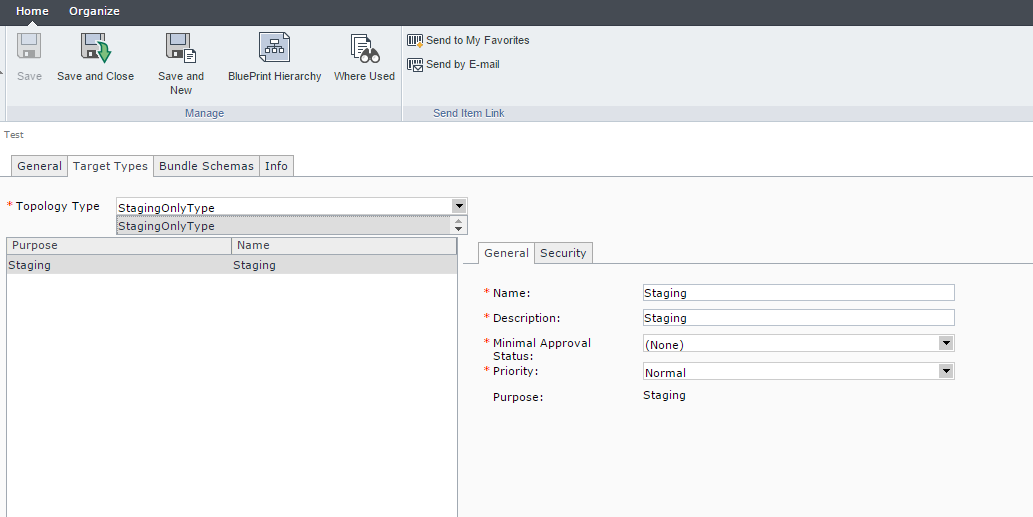 Home Organize
Save Save and Close Save and BluePrint Hierarchy Where Used
New
Send to My Favorites
Send by E-mail
Manage Send Item Link
Test
General Target Types Bundle Schemas Info
* Topology Type StagingOnlyType
StagingOnlyType
Purpose Name
Staging Staging
General Security
* Name: Staging
* Description: Staging
* Minimal Approval (None)
Status:
* Priority: Normal
Purpose: Staging